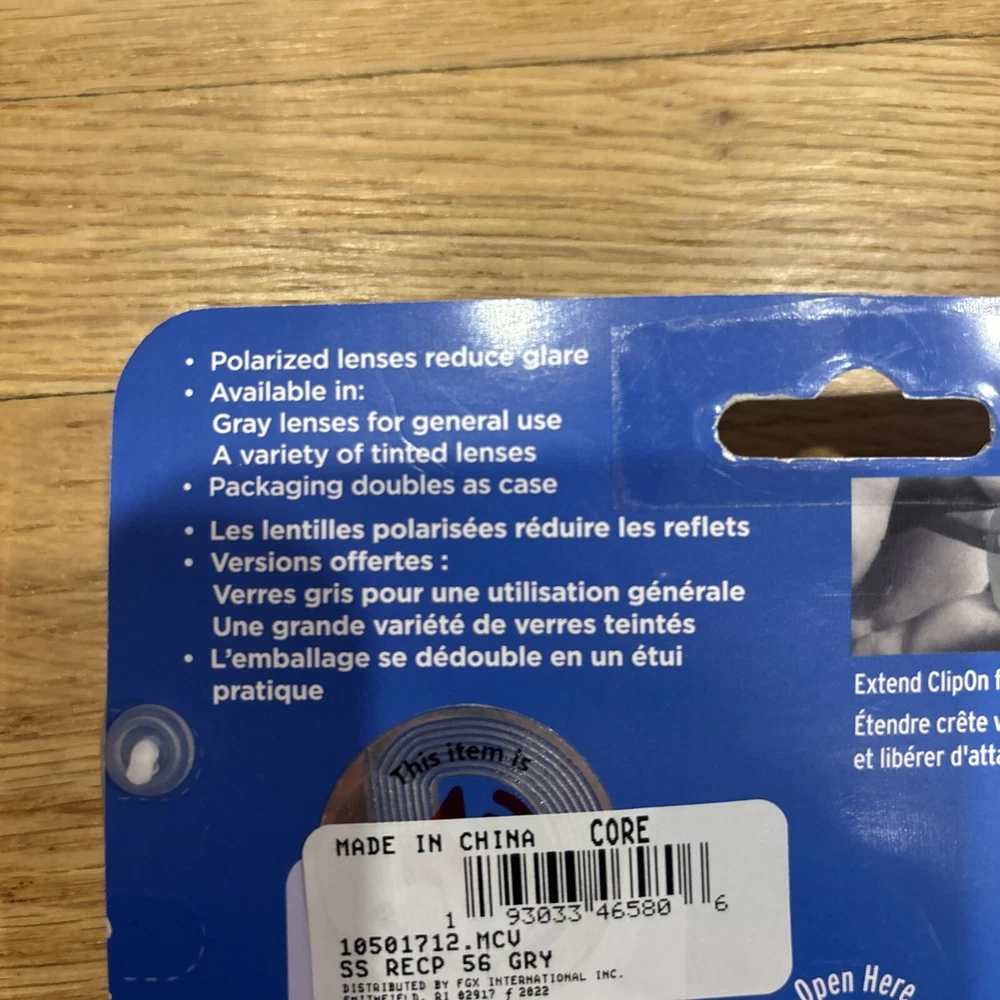 • Polarized lenses reduce glare
• Available in:
Gray lenses for general use
A variety of tinted lenses
• Packaging doubles as case
• Les lentilles polarisées réduire les reflets
• Versions offertes :
Verres gris pour une utilisation générale
Une grande variété de verres teintés
• L'emballage se dédouble en un étui
pratique
Extend ClipOn f
Étendre crête v
et libérer d'atta
This item is
MADE IN CHINA CORE
1 93033 46580 6
10501712.MCV
SS RECP 56 GRY
DISTRIBUTED BY FGX INTERNATIONAL INC.
SMITHFIELD, RI 02917 f 2022
Open Here